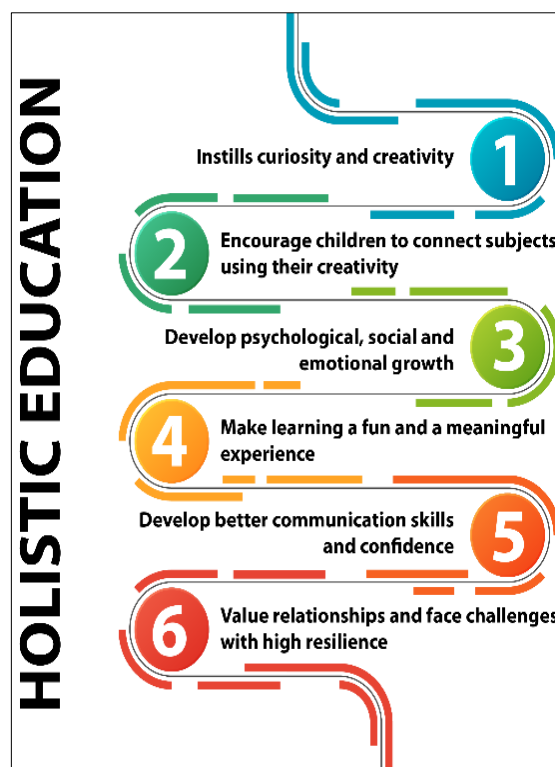 HOLISTIC EDUCATION
1
Instills curiosity and creativity
2
Encourage children to connect subjects
using their creativity
3
Develop psychological, social and
emotional growth
4
Make learning a fun and a meaningful
experience
5
Develop better communication skills
and confidence
6
Value relationships and face challenges
with high resilience